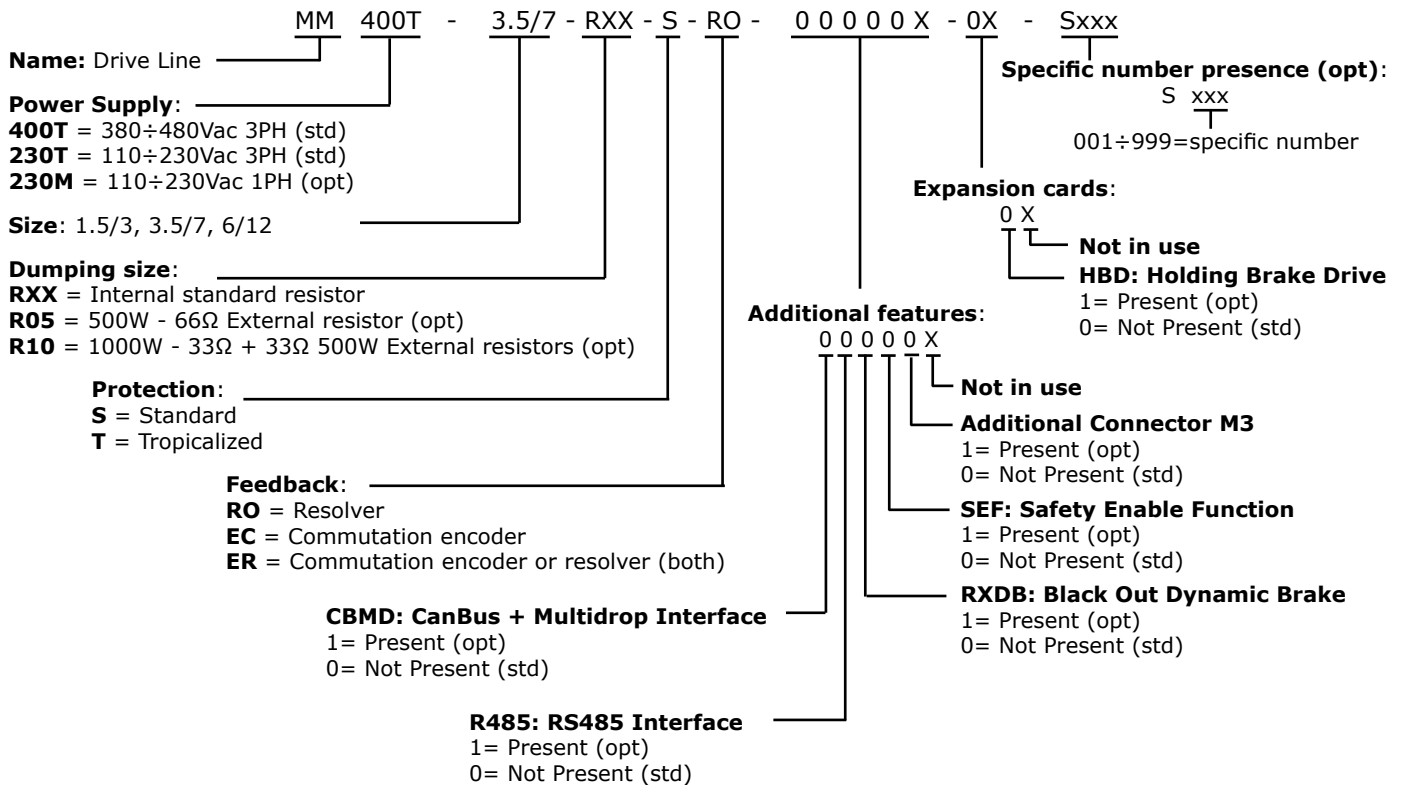 MM 400T - 3.5/7 - RXX - S - RO - 0 0 0 0 0 X - 0X - Sxxx
Name: Drive Line
Power Supply:
400T = 380÷480Vac 3PH (std)
230T = 110÷230Vac 3PH (std)
230M = 110÷230Vac 1PH (opt)
Size: 1.5/3, 3.5/7, 6/12
Dumping size:
RXX = Internal standard resistor
R05 = 500W - 66Ω External resistor (opt)
R10 = 1000W - 33Ω + 33Ω 500W External resistors (opt)
Protection:
S = Standard
T = Tropicalized
Feedback:
RO = Resolver
EC = Commutation encoder
ER = Commutation encoder or resolver (both)
CBMD: CanBus + Multidrop Interface
1= Present (opt)
0= Not Present (std)
R485: RS485 Interface
1= Present (opt)
0= Not Present (std)
Additional features:
0 0 0 0 0 X
Not in use
Additional Connector M3
1= Present (opt)
0= Not Present (std)
SEF: Safety Enable Function
1= Present (opt)
0= Not Present (std)
RXDB: Black Out Dynamic Brake
1= Present (opt)
0= Not Present (std)
Expansion cards:
0 X
Not in use
HBD: Holding Brake Drive
1= Present (opt)
0= Not Present (std)
Specific number presence (opt):
S xxx
001÷999=specific number